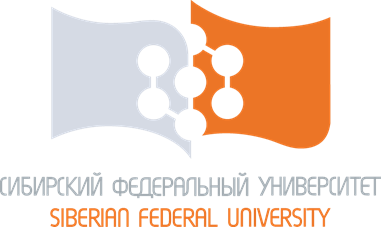 СИБИРСКИЙ ФЕДЕРАЛЬНЫЙ УНИВЕРСИТЕТ
SIBERIAN FEDERAL UNIVERSITY